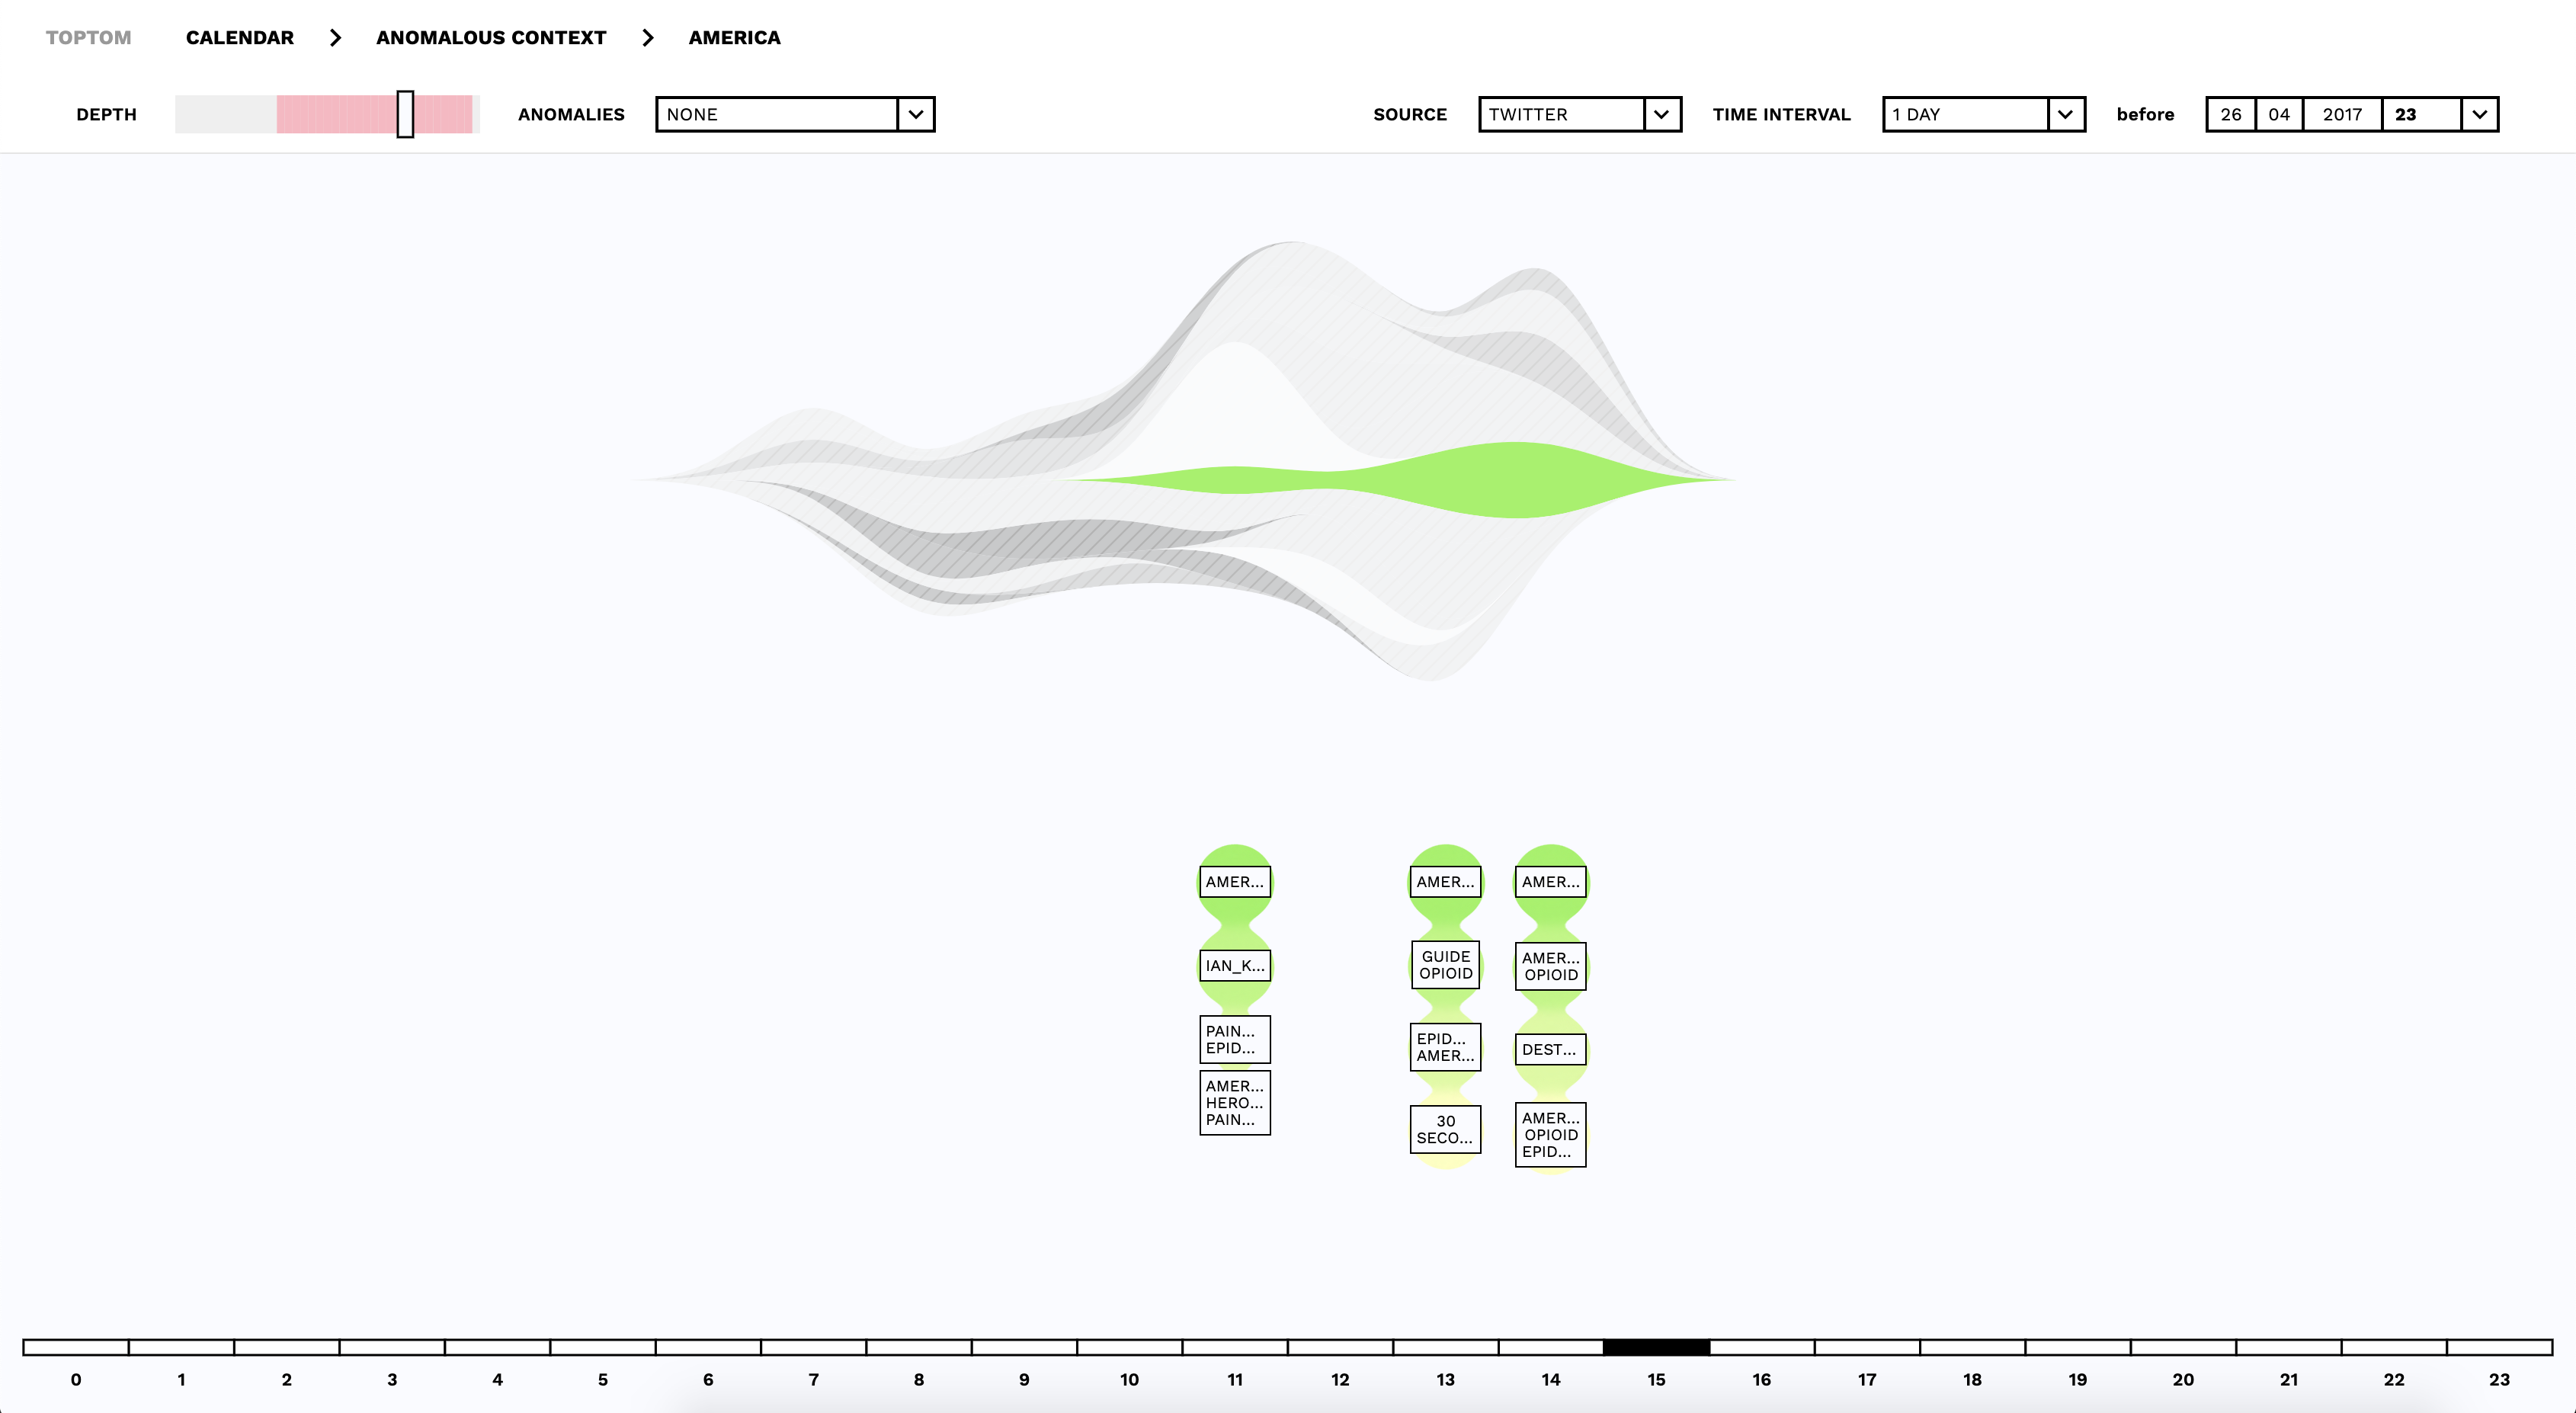 TOPTOM CALENDAR > ANOMALOUS CONTEXT > AMERICA
DEPTH ANOMALIES NONE SOURCE TWITTER TIME INTERVAL 1 DAY before 26 04 2017 23
AMER... AMER... AMER...
IAN_K... GUIDE OPIOID AMER... OPIOID
PAIN... EPID... EPID... AMER... DEST...
AMER... HERO... PAIN... 30 SECO... AMER... OPIOID EPID...
0 1 2 3 4 5 6 7 8 9 10 11 12 13 14 15 16 17 18 19 20 21 22 23